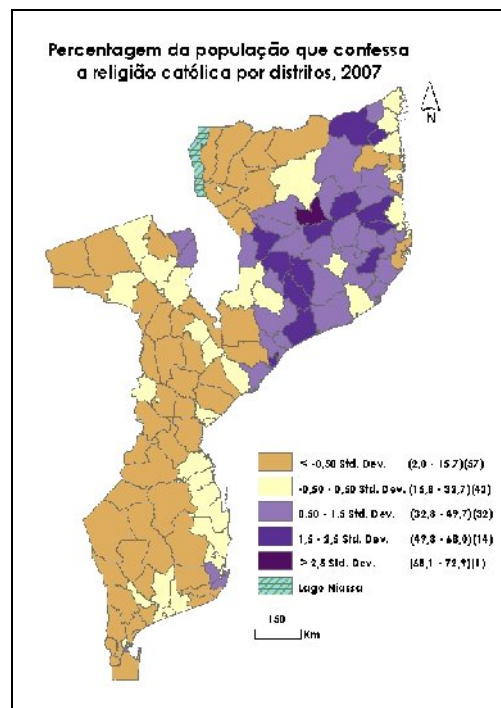 Percentagem da população que confessa
a religião católica por distritos, 2007
N
< -0,50 Std. Dev. (2,0 - 15,7)(57)
-0,50 - 0,50 Std. Dev. (15,8 - 32,7)(43)
0,50 - 1,5 Std. Dev. (32,8 - 49,7)(32)
1,5 - 2,5 Std. Dev. (49,8 - 68,0)(14)
> 2,5 Std. Dev. (68,1 - 72,9)(1)
Lago Niassa
150
Km